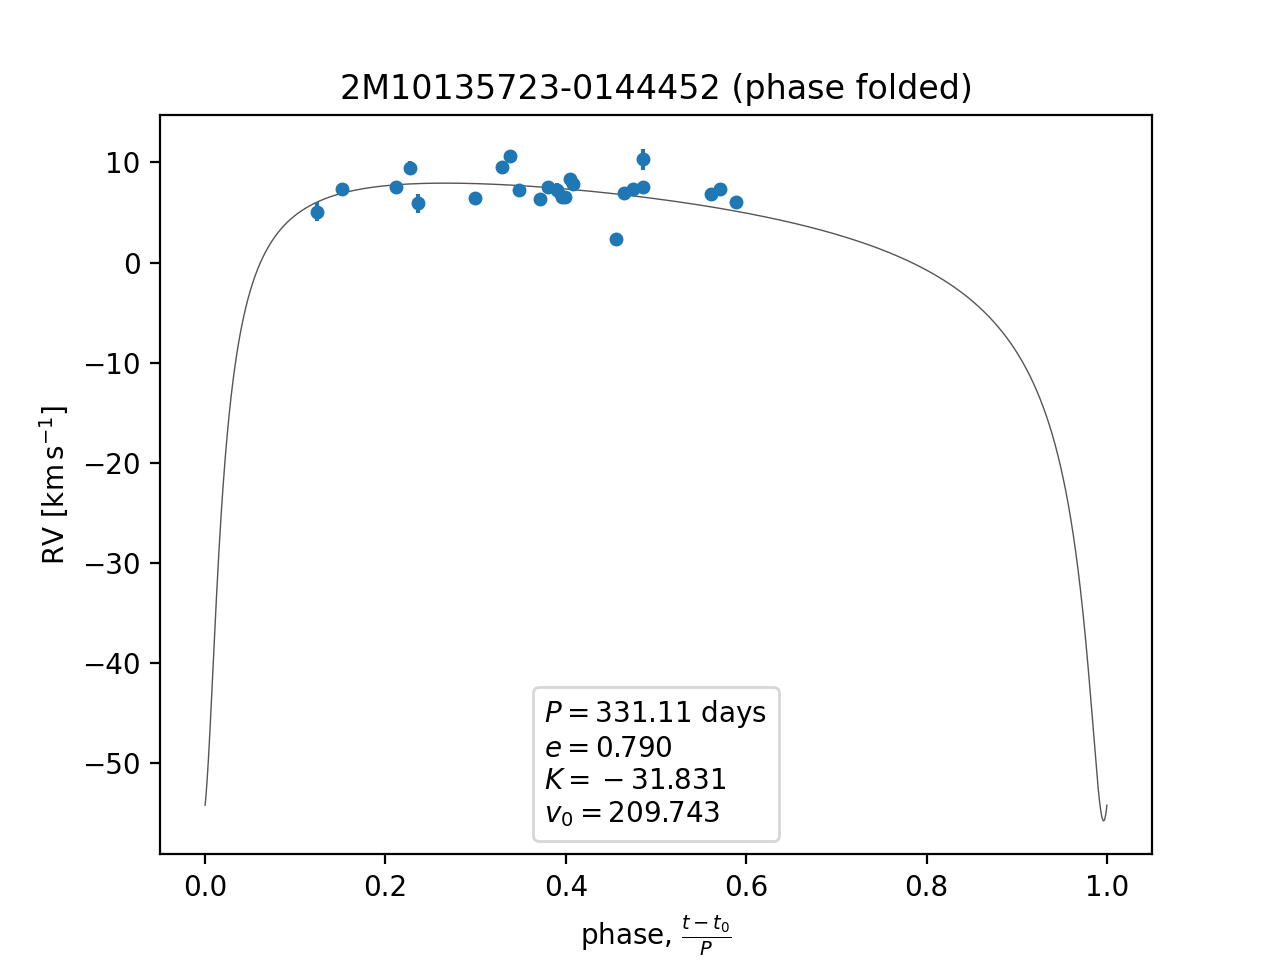 2M10135723-0144452 (phase folded)
RV [km s⁻¹]
10
0
−10
−20
−30
−40
−50
P = 331.11 days
e = 0.790
K = −31.831
v₀ = 209.743
0.0 0.2 0.4 0.6 0.8 1.0
phase, (t − t₀)/P